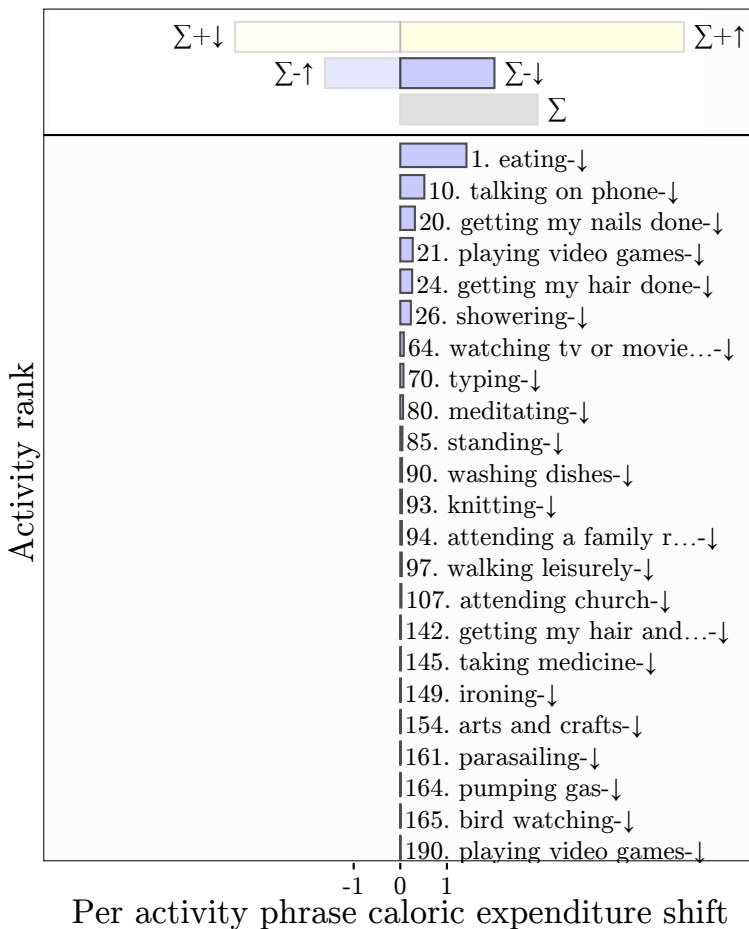 Σ+↓ Σ+↑
Σ-↑ Σ-↓
Σ
1. eating-↓
10. talking on phone-↓
20. getting my nails done-↓
21. playing video games-↓
24. getting my hair done-↓
26. showering-↓
64. watching tv or movie…-↓
70. typing-↓
80. meditating-↓
85. standing-↓
90. washing dishes-↓
93. knitting-↓
94. attending a family r…-↓
97. walking leisurely-↓
107. attending church-↓
142. getting my hair and…-↓
145. taking medicine-↓
149. ironing-↓
154. arts and crafts-↓
161. parasailing-↓
164. pumping gas-↓
165. bird watching-↓
190. playing video games-↓
Activity rank
-1 0 1
Per activity phrase caloric expenditure shift